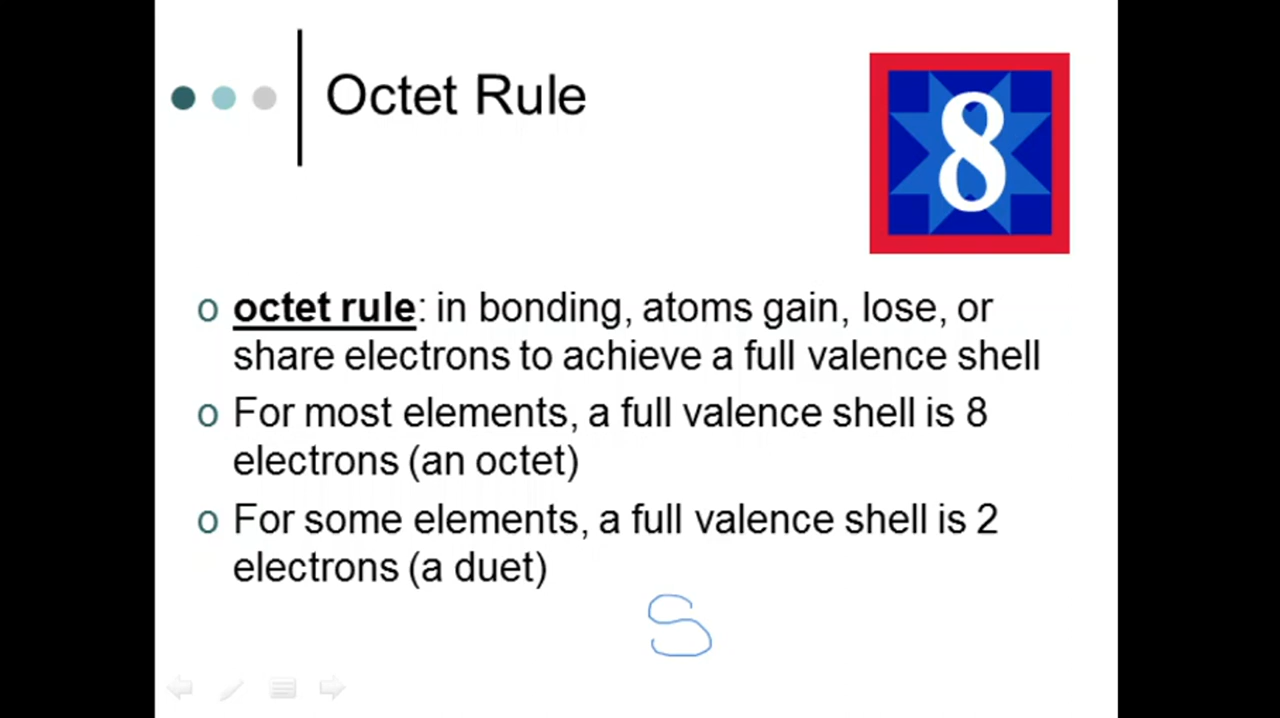 Octet Rule
8
o octet rule: in bonding, atoms gain, lose, or
share electrons to achieve a full valence shell
o For most elements, a full valence shell is 8
electrons (an octet)
o For some elements, a full valence shell is 2
electrons (a duet)
S